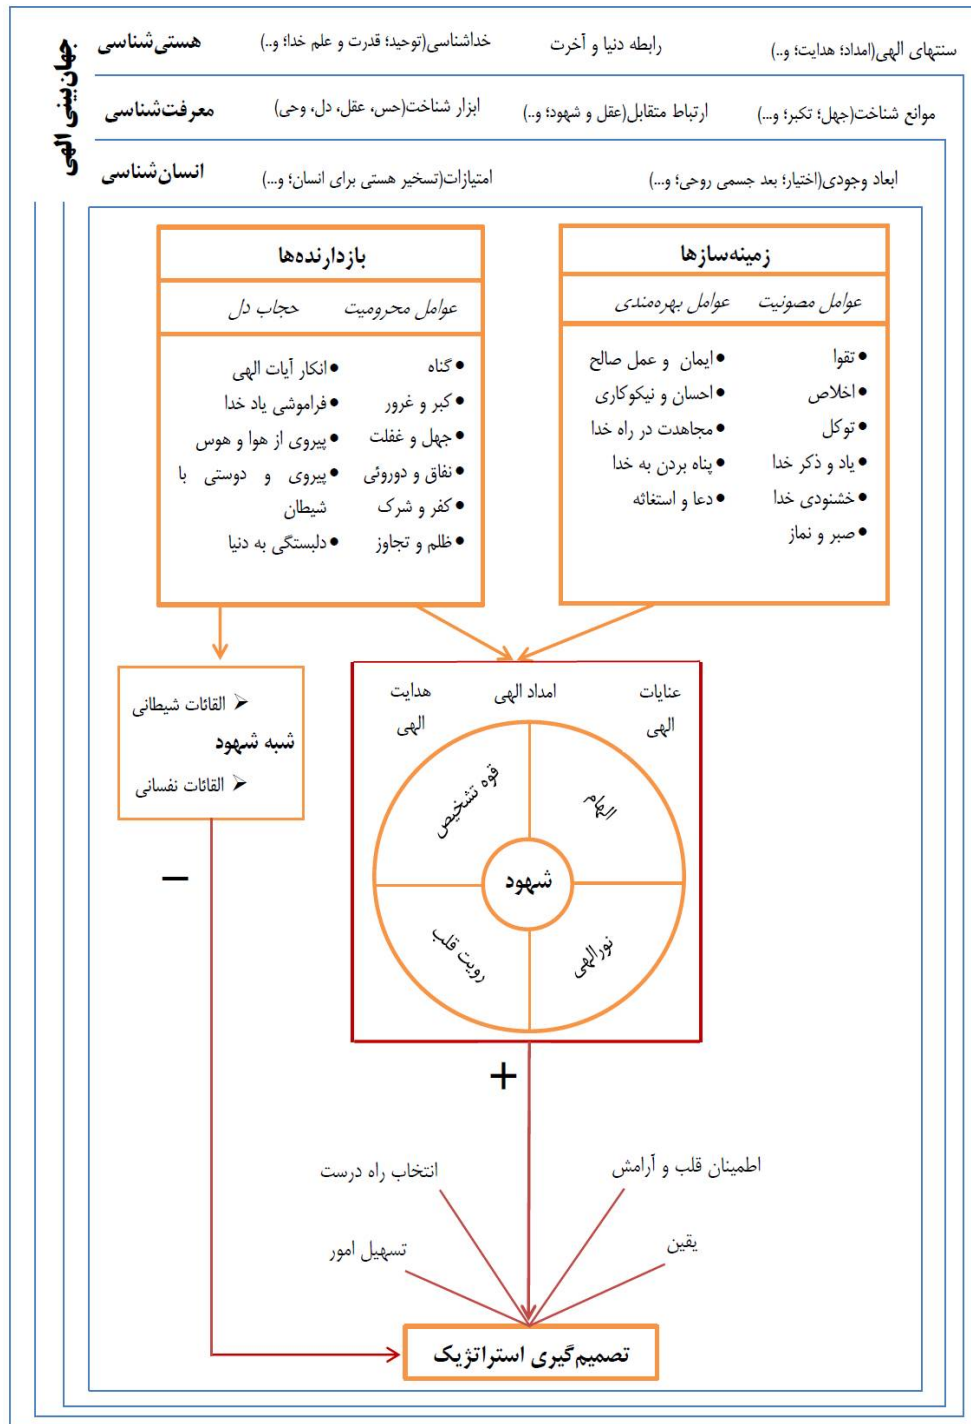 جهان‌بینی الهی
هستی‌شناسی
خداشناسی(توحید؛ قدرت و علم خدا؛ و..)
رابطه دنیا و آخرت
سنتهای الهی(امداد؛ هدایت؛ و..)
معرفت‌شناسی
ابزار شناخت(حس، عقل، دل، وحی)
ارتباط متقابل(عقل و شهود؛ و..)
موانع شناخت(جهل؛ تکبر؛ و...)
انسان‌شناسی
امتیازات(تسخیر هستی برای انسان؛ و...)
ابعاد وجودی(اختیار؛ بعد جسمی روحی؛ و...)
زمینه‌سازها
عوامل مصونیت
عوامل بهره‌مندی
• تقوا
• اخلاص
• توکل
• یاد و ذکر خدا
• خشنودی خدا
• صبر و نماز
• ایمان و عمل صالح
• احسان و نیکوکاری
• مجاهدت در راه خدا
• پناه بردن به خدا
• دعا و استغاثه
بازدارنده‌ها
عوامل محرومیت
حجاب دل
• گناه
• کبر و غرور
• جهل و غفلت
• نفاق و دوروئی
• کفر و شرک
• ظلم و تجاوز
• انکار آیات الهی
• فراموشی یاد خدا
• پیروی از هوا و هوس
• پیروی و دوستی با
شیطان
• دلبستگی به دنیا
عنایات
الهی
امداد الهی
هدایت
الهی
الهام
قوه تشخیص
شهود
نورالهی
رویت قلب
➢ القائات شیطانی
شبه شهود
➢ القائات نفسانی
−
+
اطمینان قلب و آرامش
انتخاب راه درست
یقین
تسهیل امور
تصمیم‌گیری استراتژیک